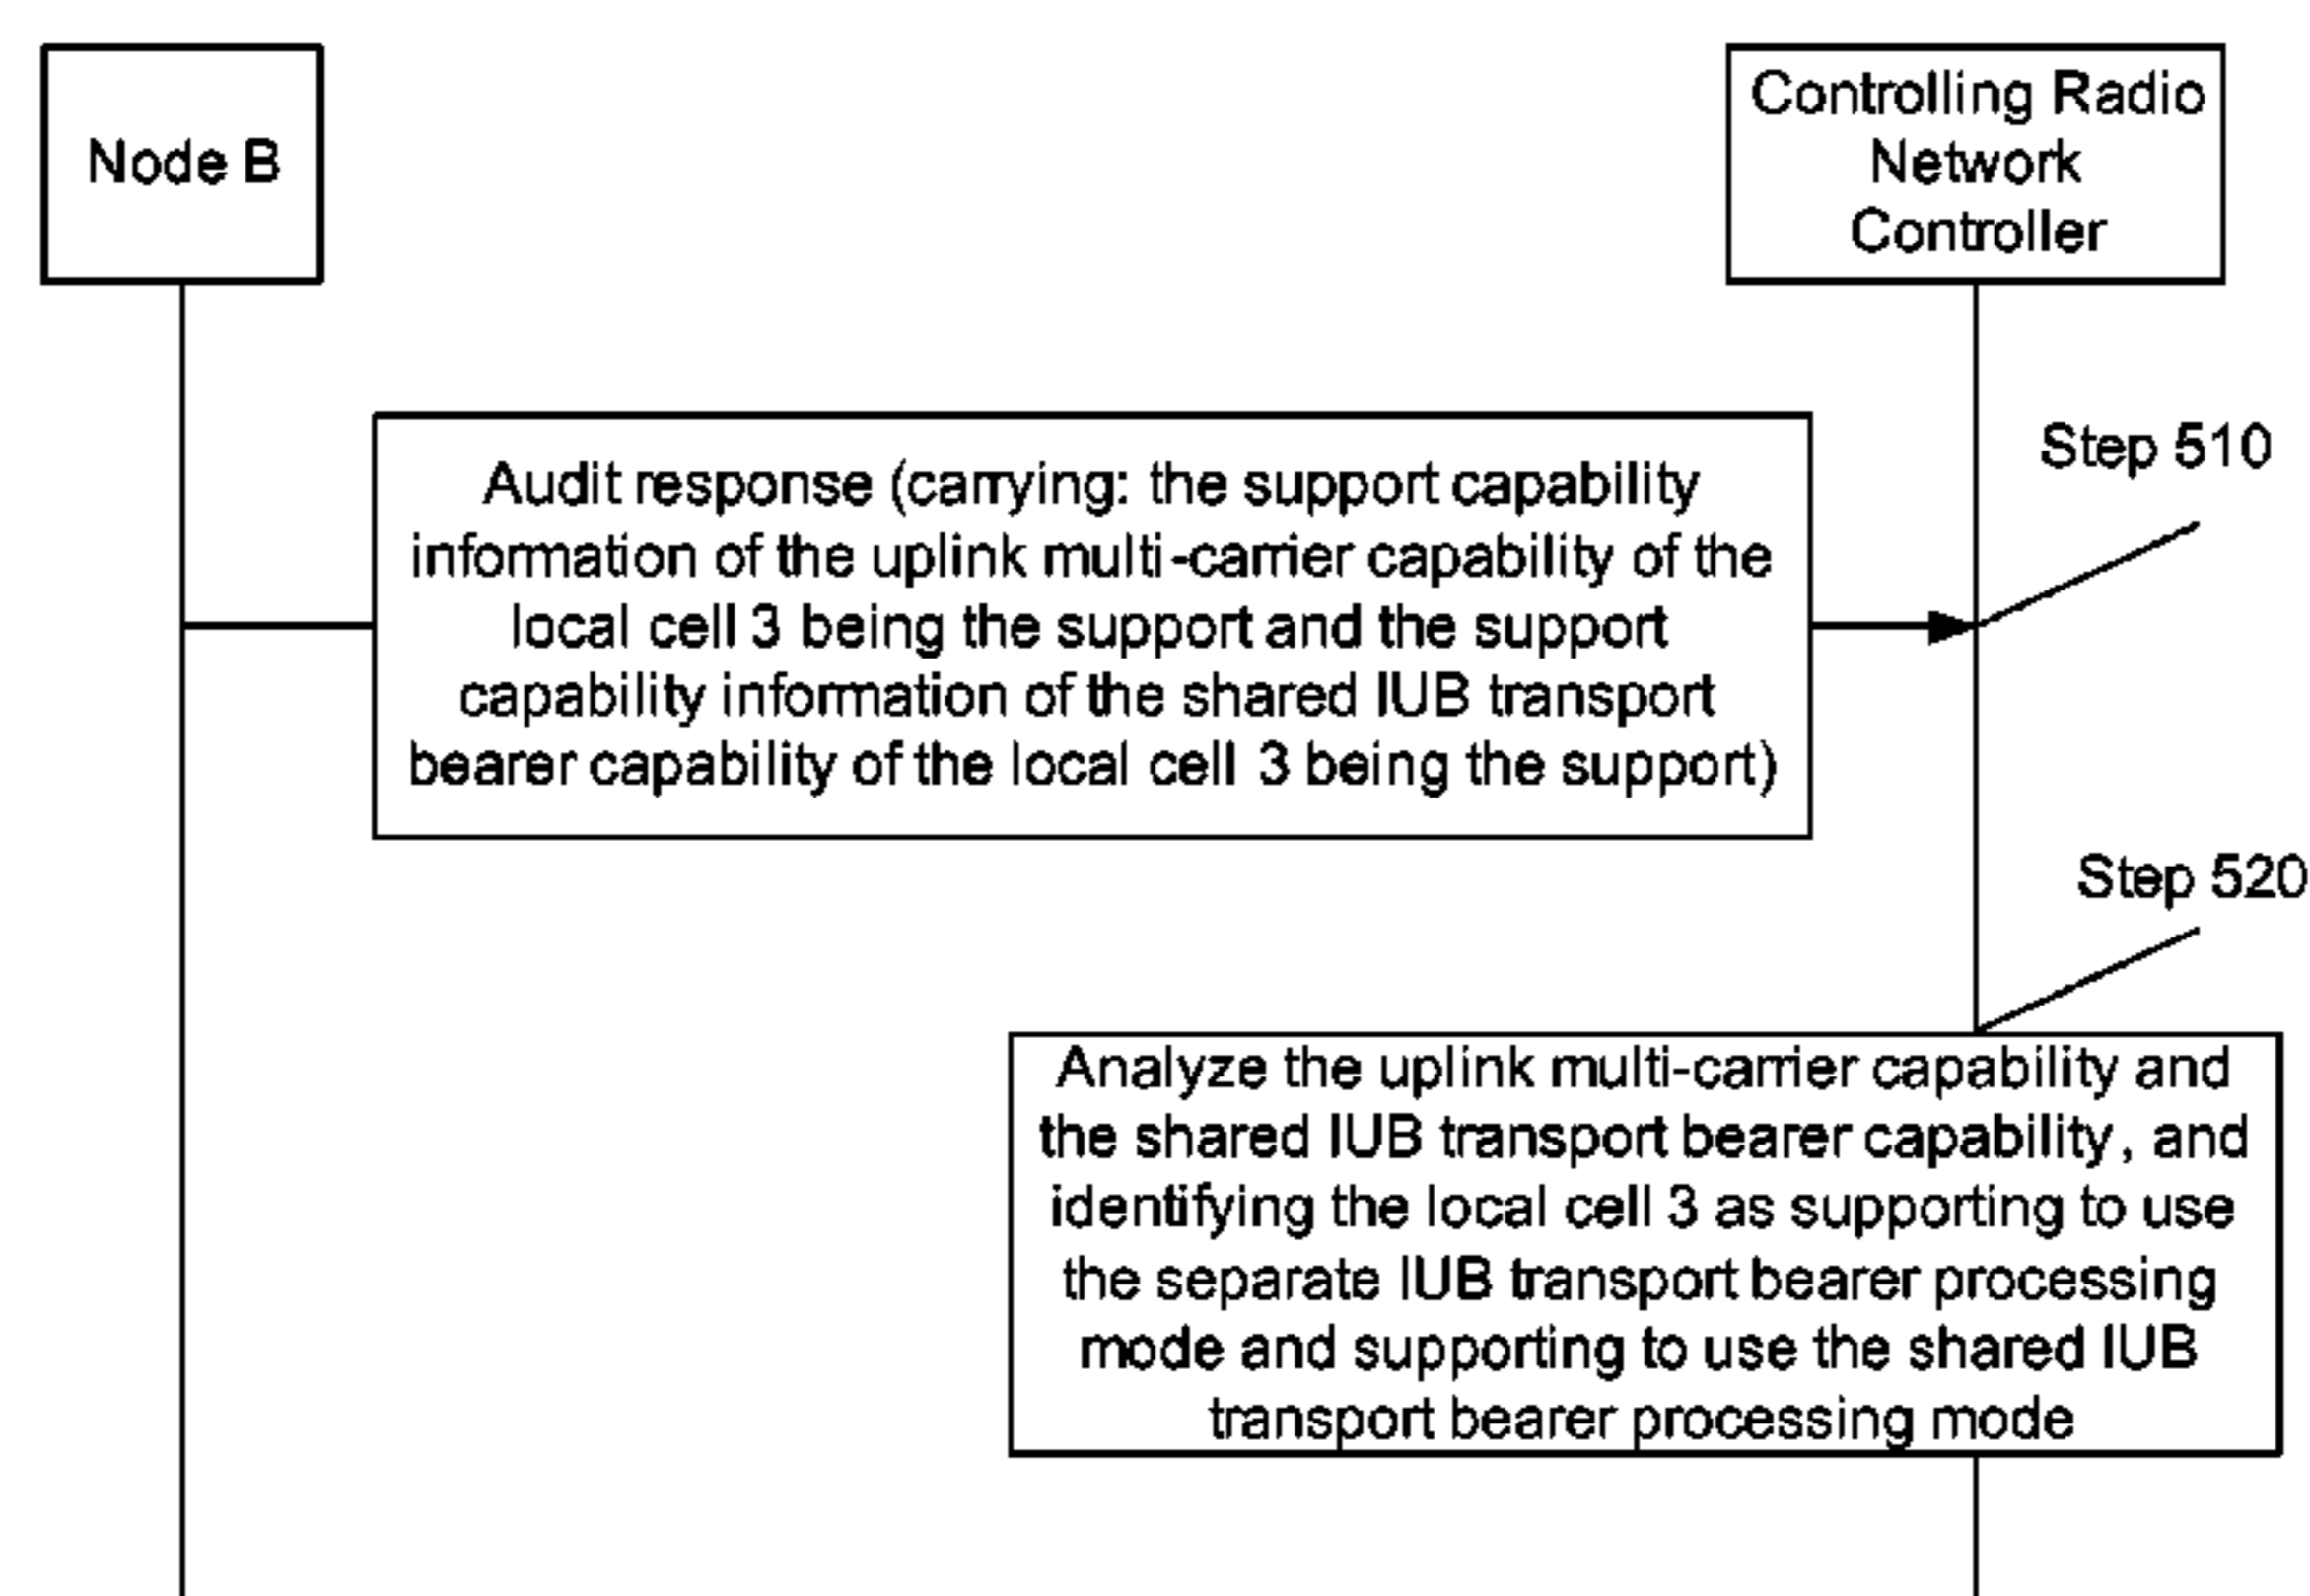 Node B
Controlling Radio
Network
Controller
Step 510
Audit response (carrying: the support capability
information of the uplink multi-carrier capability of the
local cell 3 being the support and the support
capability information of the shared IUB transport
bearer capability of the local cell 3 being the support)
Step 520
Analyze the uplink multi-carrier capability and
the shared IUB transport bearer capability, and
identifying the local cell 3 as supporting to use
the separate IUB transport bearer processing
mode and supporting to use the shared IUB
transport bearer processing mode